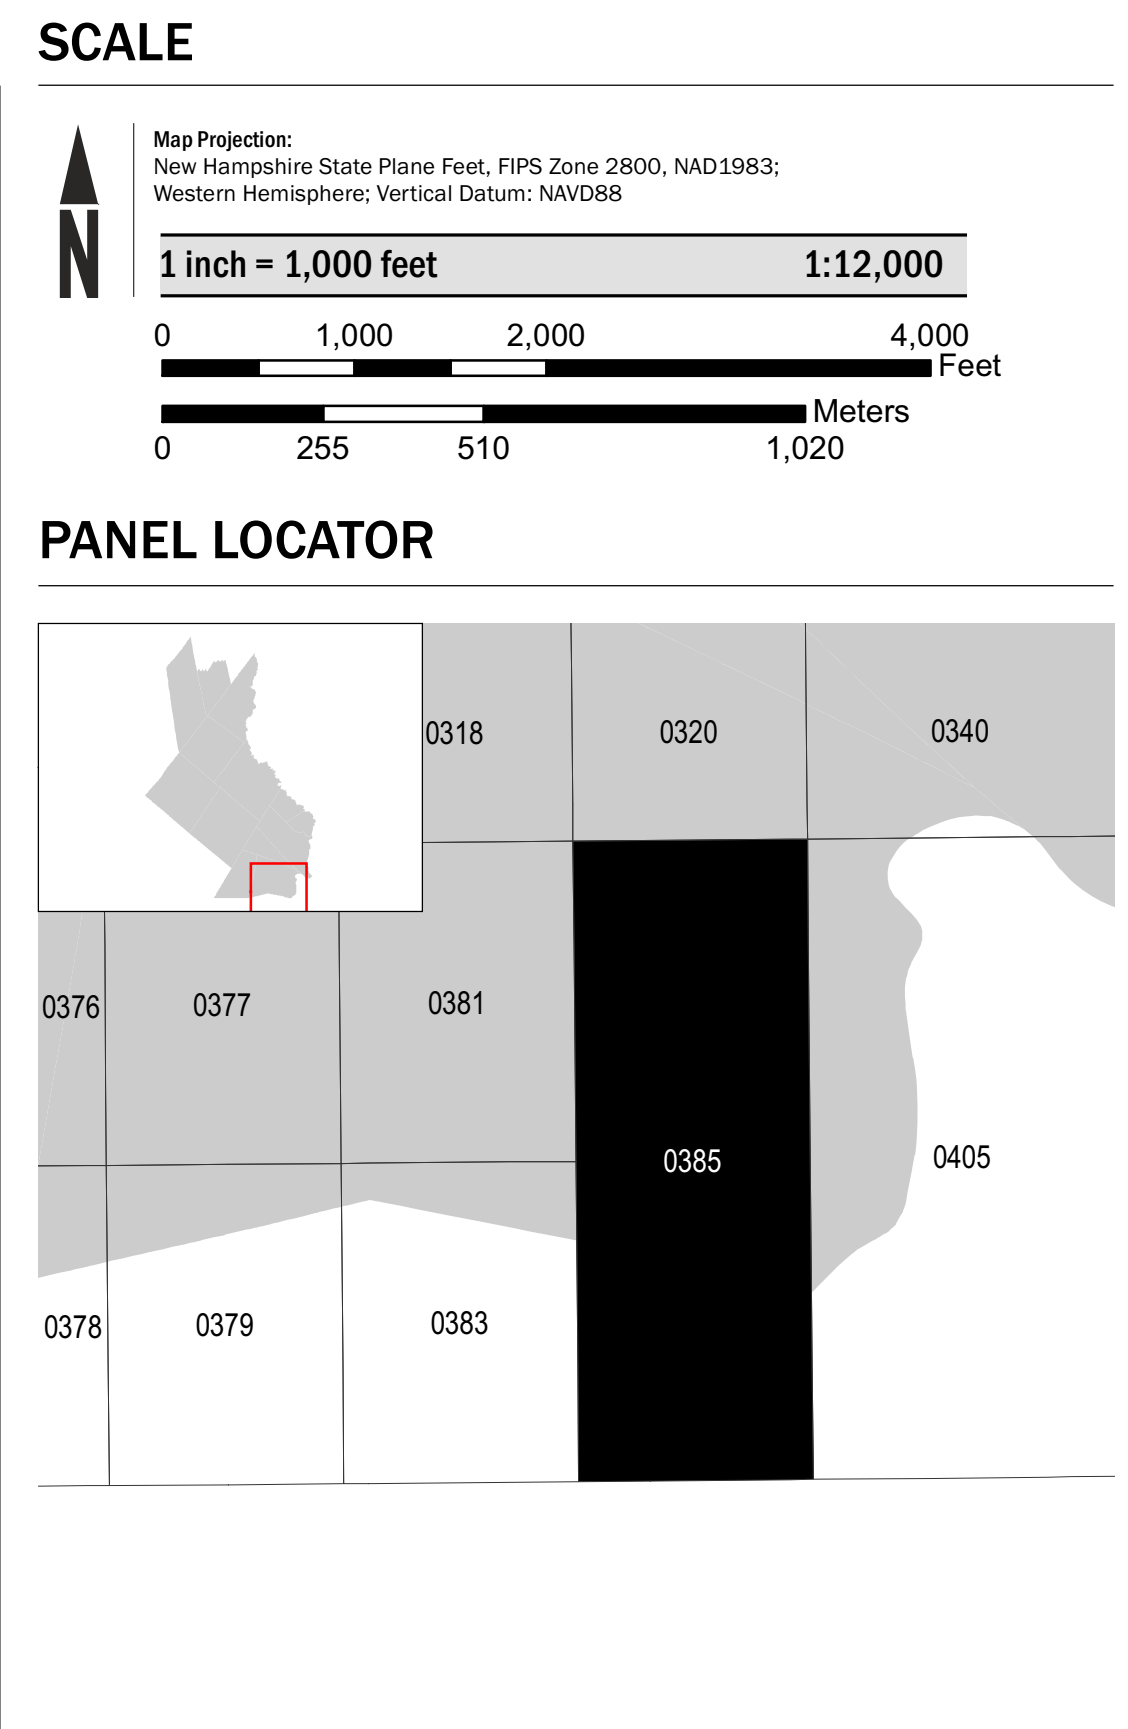 SCALE
N
Map Projection:
New Hampshire State Plane Feet, FIPS Zone 2800, NAD1983;
Western Hemisphere; Vertical Datum: NAVD88
1 inch = 1,000 feet 1:12,000
0 1,000 2,000 4,000
Feet
Meters
0 255 510 1,020
PANEL LOCATOR
0318 0320 0340
0376 0377 0381
0385 0405
0378 0379 0383